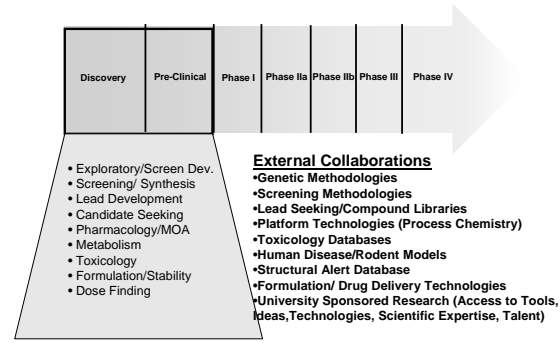 Discovery
Pre-Clinical
Phase I
Phase IIa
Phase IIb
Phase III
Phase IV
• Exploratory/Screen Dev.
• Screening/ Synthesis
• Lead Development
• Candidate Seeking
• Pharmacology/MOA
• Metabolism
• Toxicology
• Formulation/Stability
• Dose Finding
External Collaborations
•Genetic Methodologies
•Screening Methodologies
•Lead Seeking/Compound Libraries
•Platform Technologies (Process Chemistry)
•Toxicology Databases
•Human Disease/Rodent Models
•Structural Alert Database
•Formulation/ Drug Delivery Technologies
•University Sponsored Research (Access to Tools,
Ideas,Technologies, Scientific Expertise, Talent)